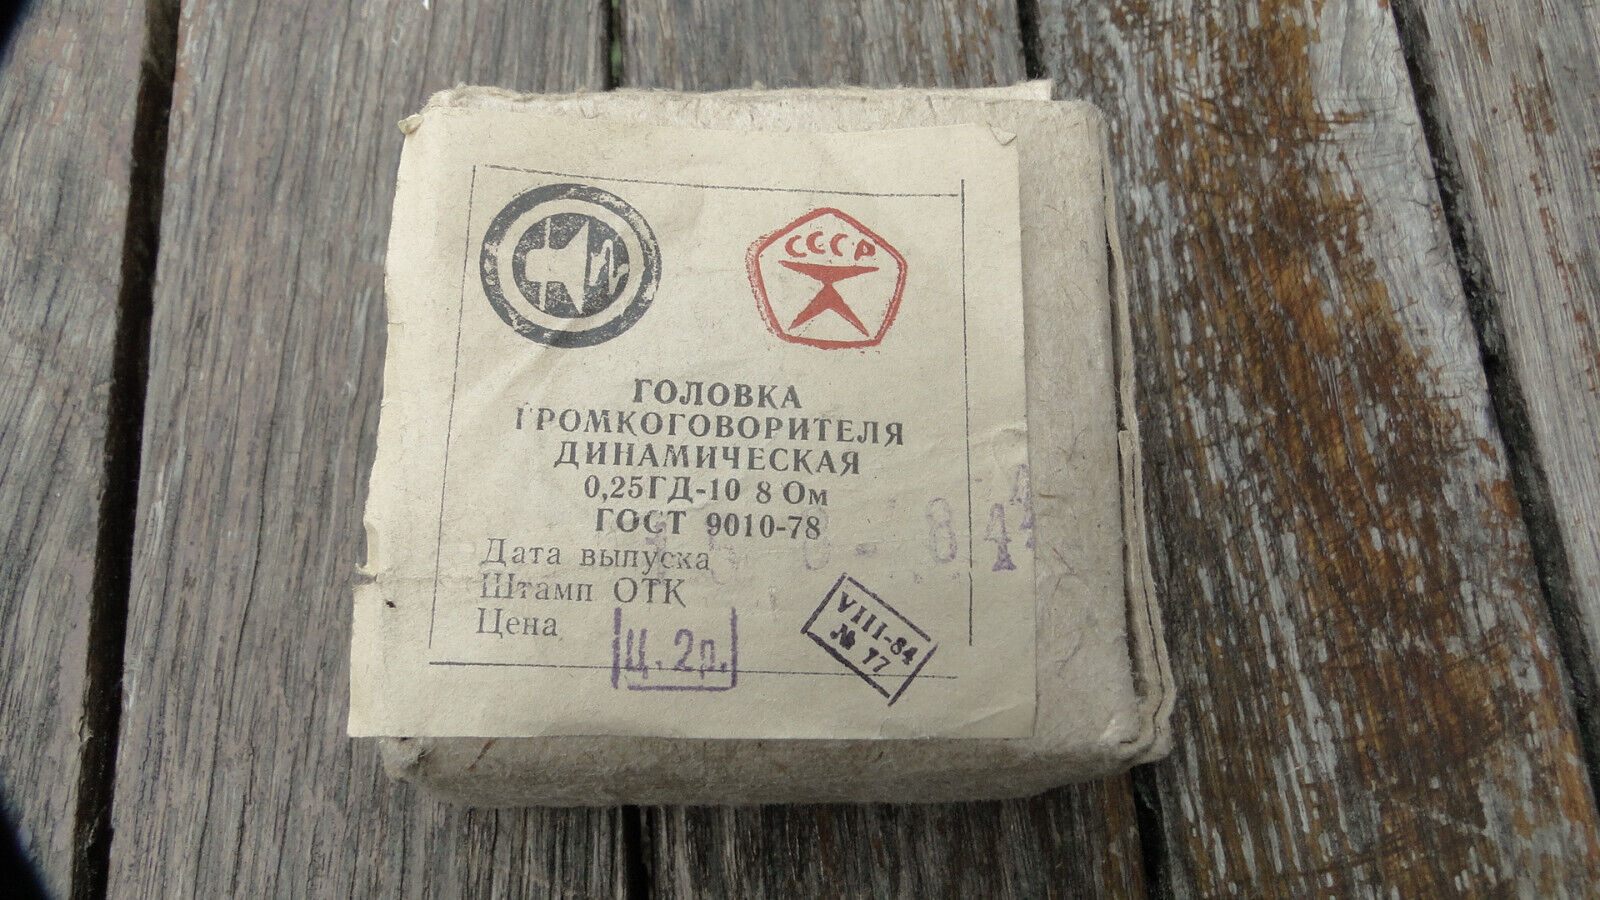 СССР
ГОЛОВКА
ГРОМКОГОВОРИТЕЛЯ
ДИНАМИЧЕСКАЯ
0,25ГД-10 8 Ом
ГОСТ 9010-78
Дата выпуска
Штамп ОТК
Цена
Ц. 2р.
VIII-84
№ 77